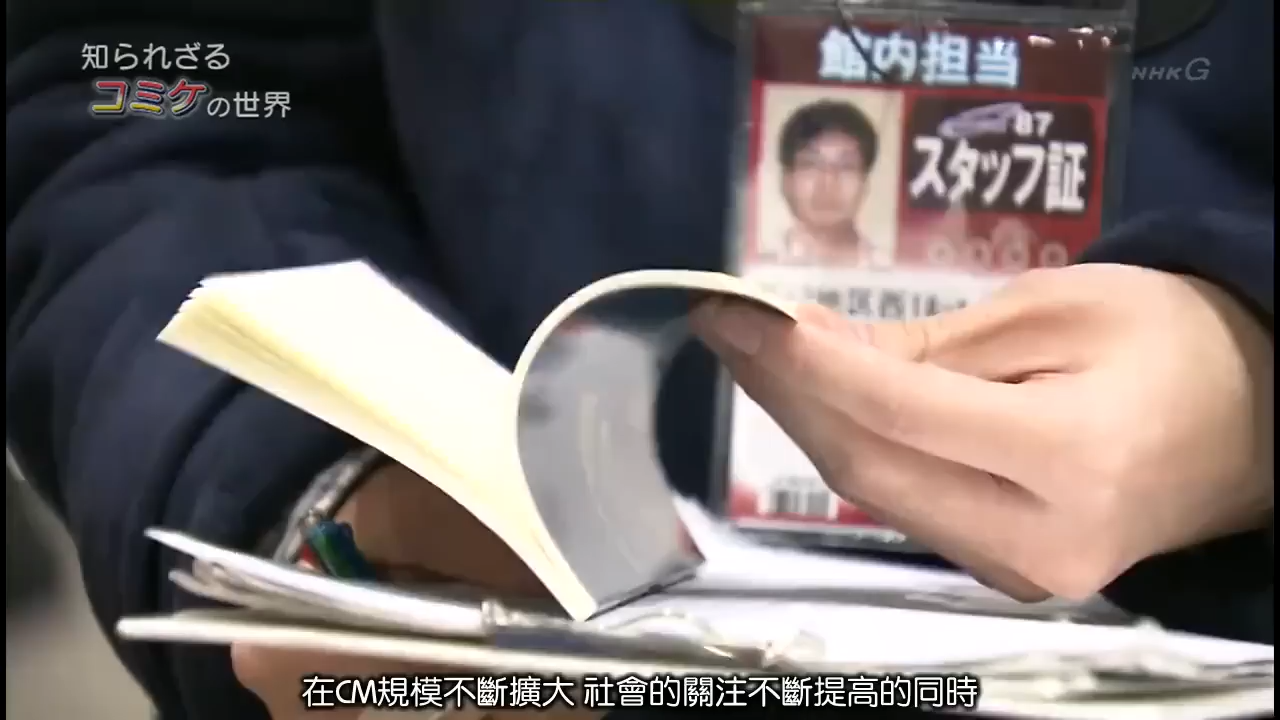 知られざる
コミケの世界
NHK G
館内担当
87
スタッフ証
在CM規模不斷擴大 社會的關注不斷提高的同時